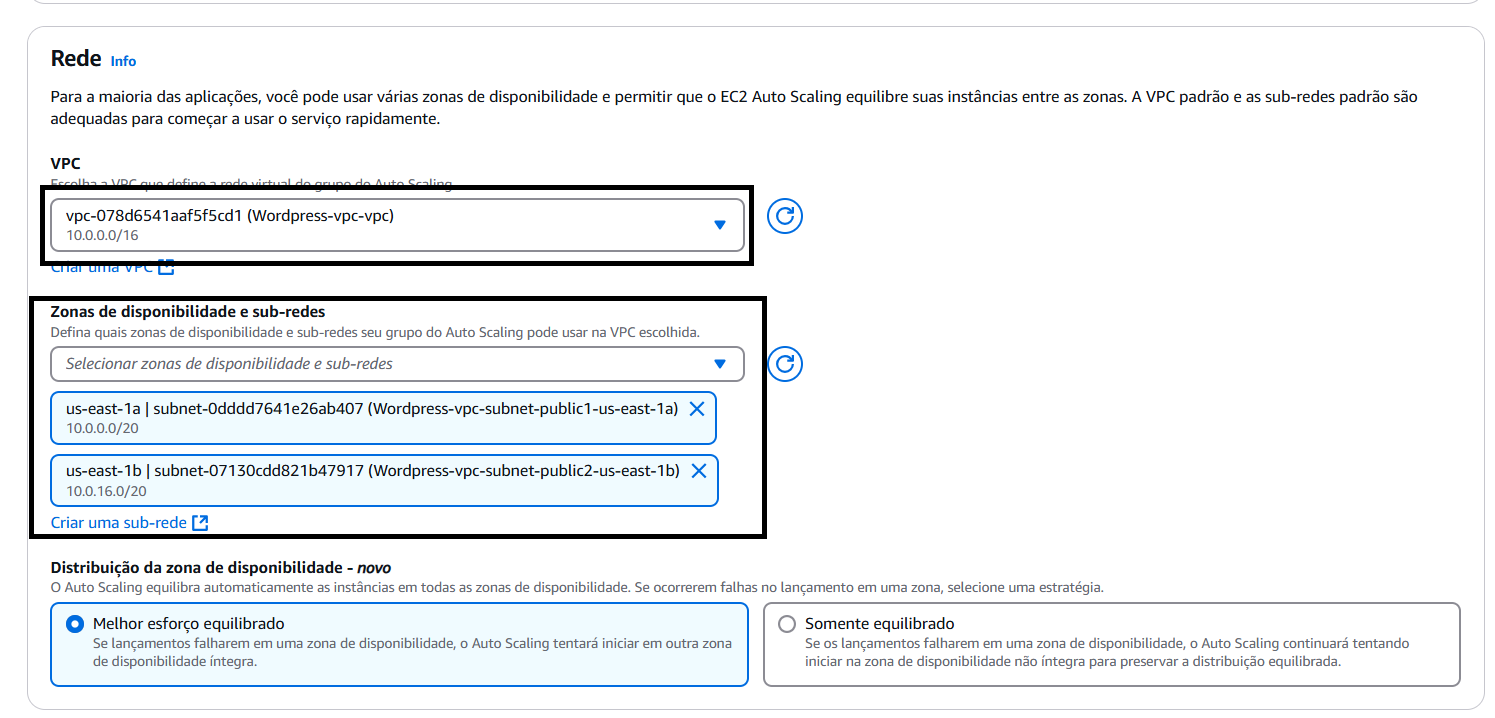 Rede Info
Para a maioria das aplicações, você pode usar várias zonas de disponibilidade e permitir que o EC2 Auto Scaling equilibre suas instâncias entre as zonas. A VPC padrão e as sub-redes padrão são
adequadas para começar a usar o serviço rapidamente.
VPC
Escolha a VPC que define a rede virtual do grupo do Auto Scaling.
vpc-078d6541aaf5f5cd1 (Wordpress-vpc-vpc)
10.0.0.0/16
Criar uma VPC
Zonas de disponibilidade e sub-redes
Defina quais zonas de disponibilidade e sub-redes seu grupo do Auto Scaling pode usar na VPC escolhida.
Selecionar zonas de disponibilidade e sub-redes
us-east-1a | subnet-0dddd7641e26ab407 (Wordpress-vpc-subnet-public1-us-east-1a)
10.0.0.0/20
us-east-1b | subnet-07130cdd821b47917 (Wordpress-vpc-subnet-public2-us-east-1b)
10.0.16.0/20
Criar uma sub-rede
Distribuição da zona de disponibilidade - novo
O Auto Scaling equilibra automaticamente as instâncias em todas as zonas de disponibilidade. Se ocorrerem falhas no lançamento em uma zona, selecione uma estratégia.
Melhor esforço equilibrado
Se lançamentos falharem em uma zona de disponibilidade, o Auto Scaling tentará iniciar em outra zona
de disponibilidade íntegra.
Somente equilibrado
Se os lançamentos falharem em uma zona de disponibilidade, o Auto Scaling continuará tentando
iniciar na zona de disponibilidade não íntegra para preservar a distribuição equilibrada.